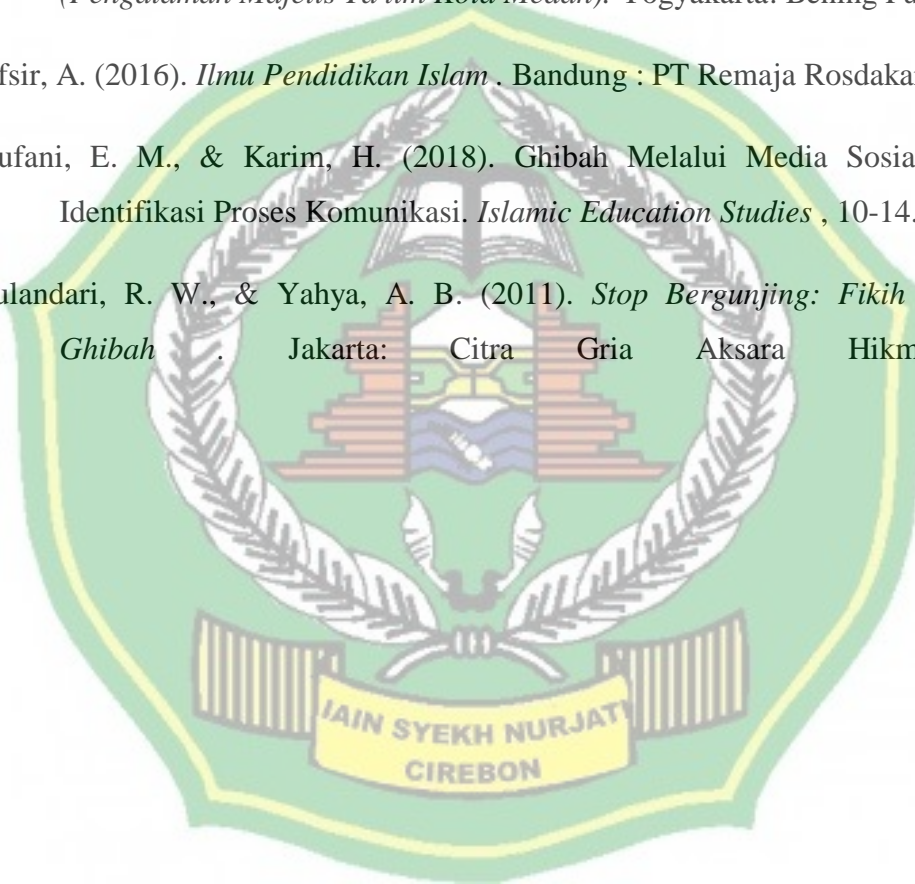 (Pengalaman Majelis Ta'lim Kota Medan). Yogyakarta: Bening
fsir, A. (2016). Ilmu Pendidikan Islam . Bandung : PT Remaja Rosdakar
ufani, E. M., & Karim, H. (2018). Ghibah Melalui Media Sosia
Identifikasi Proses Komunikasi. Islamic Education Studies , 10-14.
ulandari, R. W., & Yahya, A. B. (2011). Stop Bergunjing: Fikih
Ghibah . Jakarta: Citra Gria Aksara Hikm
IAIN SYEKH NURJATI
CIREBON